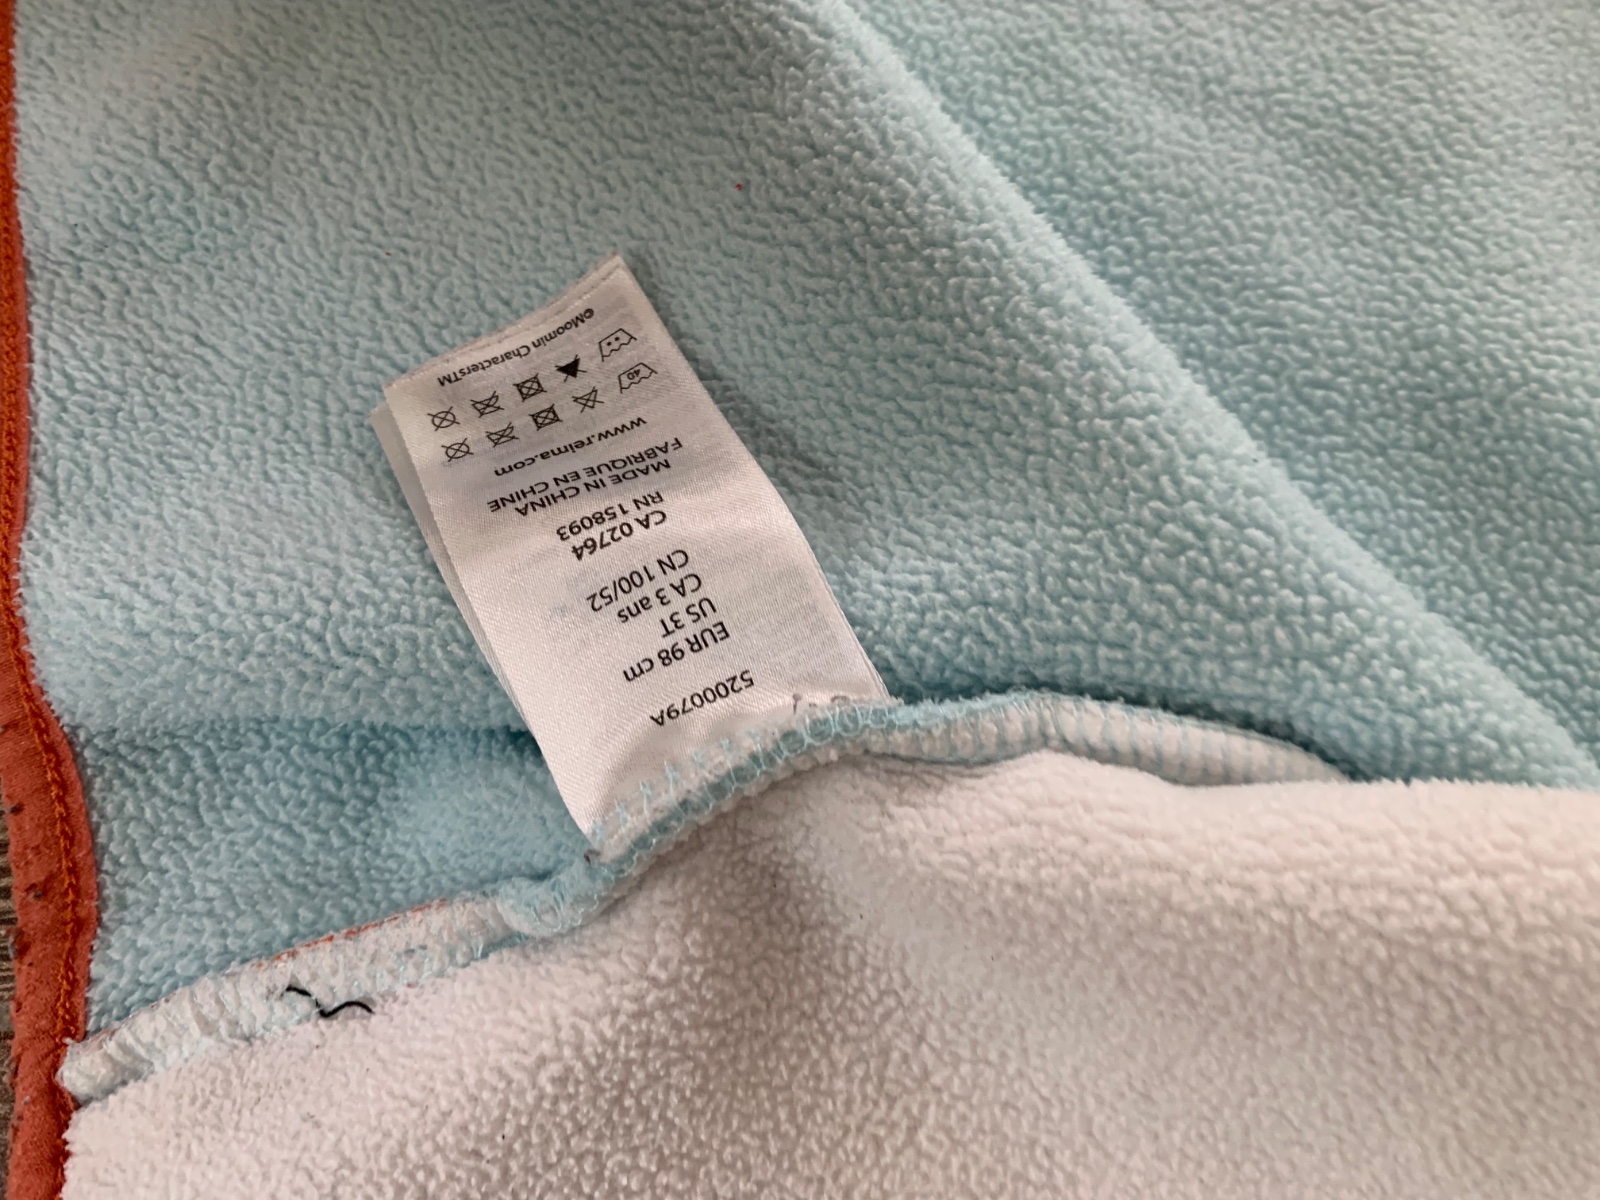 5200079A
EUR 98 cm
US 3T
CA 3 ans
CN 100/52
CA 02764
RN 158093
MADE IN CHINA
FABRIQUE EN CHINE
www.reima.com
40
©Moomin Characters™